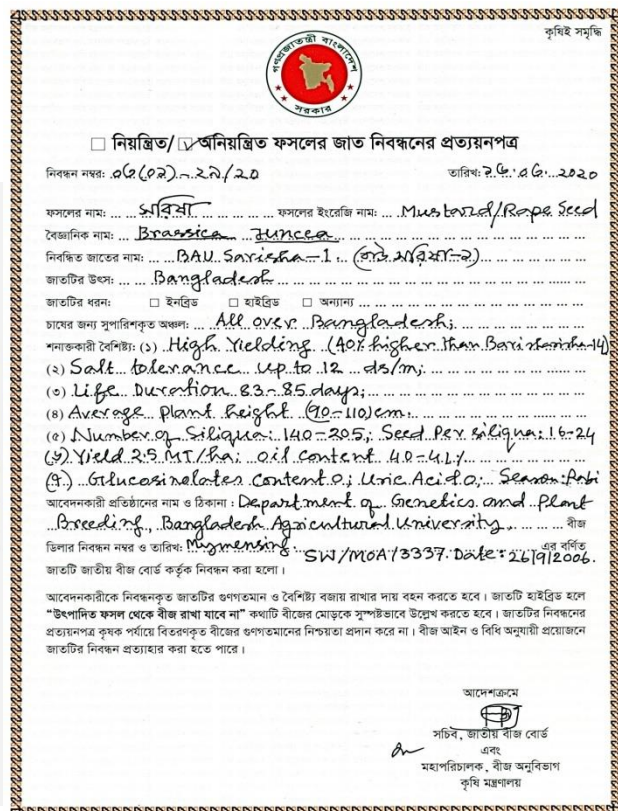 কৃষিই সমৃদ্ধি
গণপ্রজাতন্ত্রী বাংলাদেশ
সরকার
□ নিয়ন্ত্রিত/ □ অনিয়ন্ত্রিত ফসলের জাত নিবন্ধনের প্রত্যয়নপত্র
নিবন্ধন নম্বর: ০৫(০২)-২৯/20 তারিখ: ২৫.০৫...2020
ফসলের নাম: ... সরিষা ... ফসলের ইংরেজি নাম: ... Mustard/Rape Seed
বৈজ্ঞানিক নাম: ... Brassica Juncea
নিবন্ধিত জাতের নাম: ... BAU Sarisha-1. (বাউ সরিষা-১)
জাতটির উৎস: ... Bangladesh
জাতটির ধরন: □ ইনব্রিড □ হাইব্রিড □ অন্যান্য ...
চাষের জন্য সুপারিশকৃত অঞ্চল: ... All over Bangladesh;
শনাক্তকারী বৈশিষ্ট্য: (১) High Yielding (40% higher than Bari sharisha-14)
(২) Salt tolerance up to 12 ds/m;
(৩) Life Duration 83-85 days;
(৪) Average plant height (90-110)cm.
(৫) Number of Siliqua: 140-205; Seed Per siliqua: 16-24
(৬) Yield 2.5 MT/ha; oil content 40-41%
(৭) Glucosinolates content 0; Uric Acid 0; Season: Rabi
আবেদনকারী প্রতিষ্ঠানের নাম ও ঠিকানা : Department of Genetics and Plant
Breeding, Bangladesh Agricultural University, ... বীজ
ডিলার নিবন্ধন নম্বর ও তারিখ: Mymensing. SW/MOA/3337. Date: 26/9/2006. এর বর্ণিত
জাতটি জাতীয় বীজ বোর্ড কর্তৃক নিবন্ধন করা হলো।
আবেদনকারীকে নিবন্ধনকৃত জাতটির গুণগতমান ও বৈশিষ্ট্য বজায় রাখার দায় বহন করতে হবে। জাতটি হাইব্রিড হলে
“উৎপাদিত ফসল থেকে বীজ রাখা যাবে না” কথাটি বীজের মোড়কে সুস্পষ্টভাবে উল্লেখ করতে হবে। জাতটির নিবন্ধনের
প্রত্যয়নপত্র কৃষক পর্যায়ে বিতরণকৃত বীজের গুণগতমানের নিশ্চয়তা প্রদান করে না। বীজ আইন ও বিধি অনুযায়ী প্রয়োজনে
জাতটির নিবন্ধন প্রত্যাহার করা হতে পারে।
আদেশক্রমে
সচিব, জাতীয় বীজ বোর্ড
এবং
মহাপরিচালক, বীজ অনুবিভাগ
কৃষি মন্ত্রণালয়